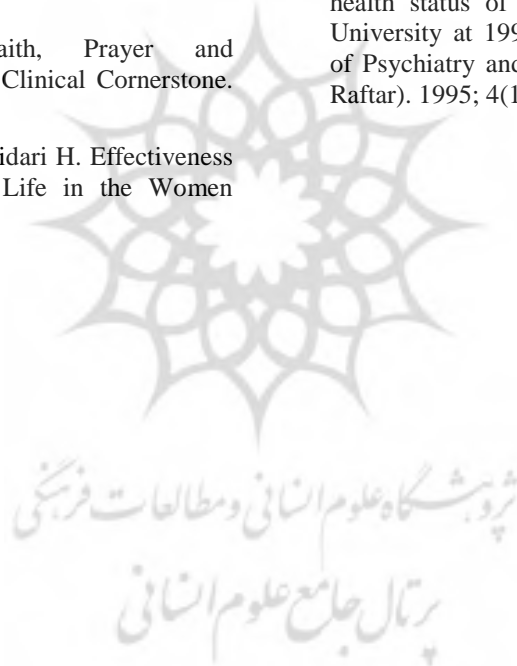 aith, Prayer and
Clinical Cornerstone.
idari H. Effectiveness
Life in the Women
health status of
University at 199
of Psychiatry and
Raftar). 1995; 4(1
پژوهشگاه علوم انسانی و مطالعات فرهنگی
پرتال جامع علوم انسانی